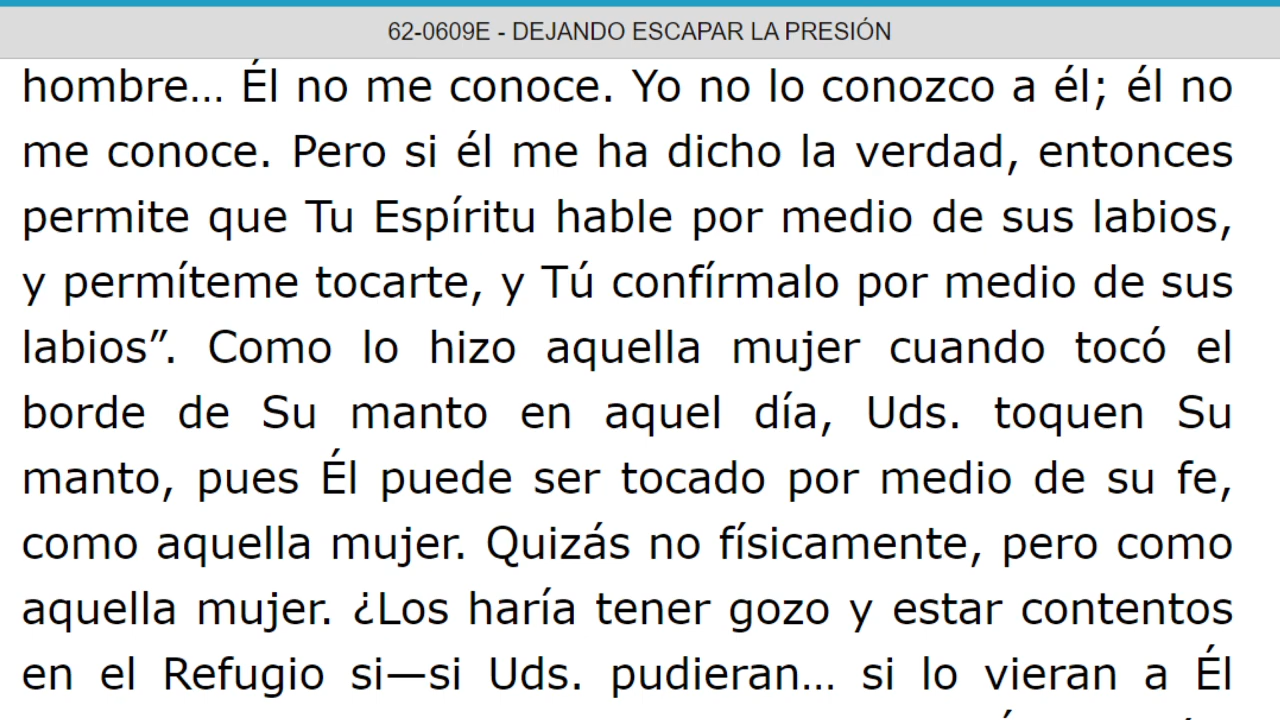 62-0609E - DEJANDO ESCAPAR LA PRESIÓN
hombre... Él no me conoce. Yo no lo conozco a él; él no
me conoce. Pero si él me ha dicho la verdad, entonces
permite que Tu Espíritu hable por medio de sus labios,
y permíteme tocarte, y Tú confírmalo por medio de sus
labios”. Como lo hizo aquella mujer cuando tocó el
borde de Su manto en aquel día, Uds. toquen Su
manto, pues Él puede ser tocado por medio de su fe,
como aquella mujer. Quizás no físicamente, pero como
aquella mujer. ¿Los haría tener gozo y estar contentos
en el Refugio si—si Uds. pudieran... si lo vieran a Él